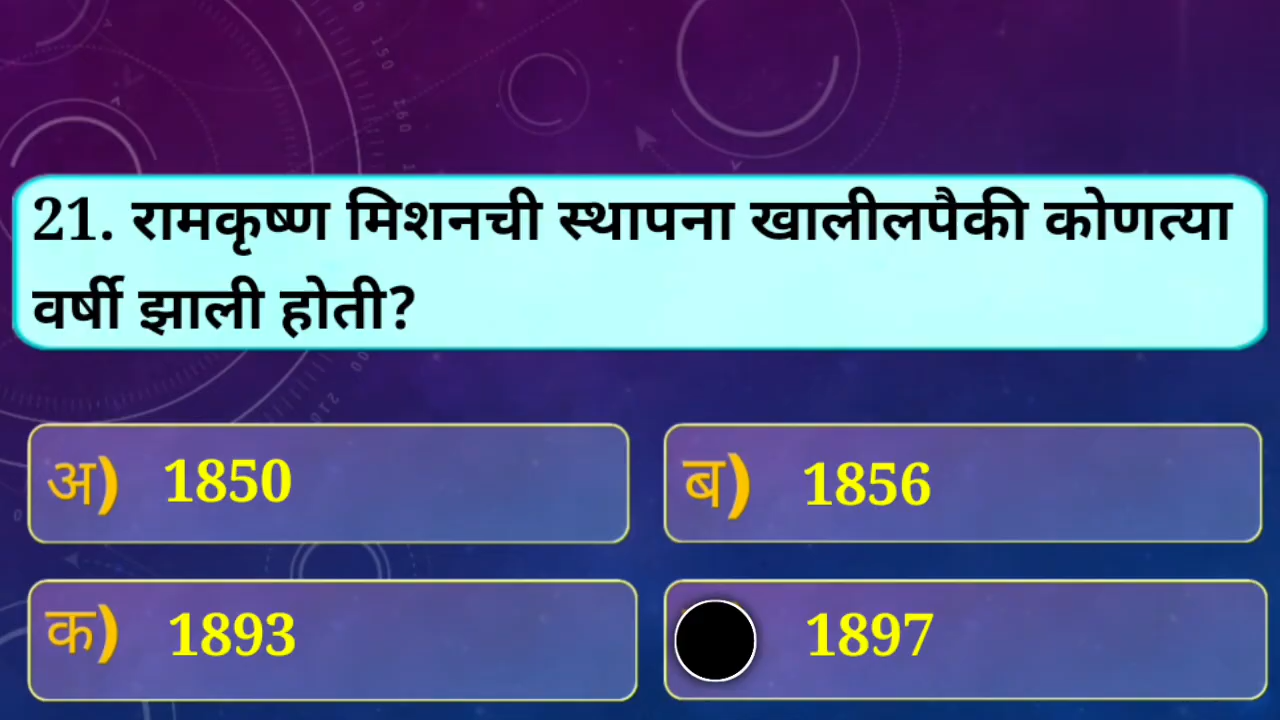 21. रामकृष्ण मिशनची स्थापना खालीलपैकी कोणत्या
वर्षी झाली होती?
अ) 1850
ब) 1856
क) 1893
1897